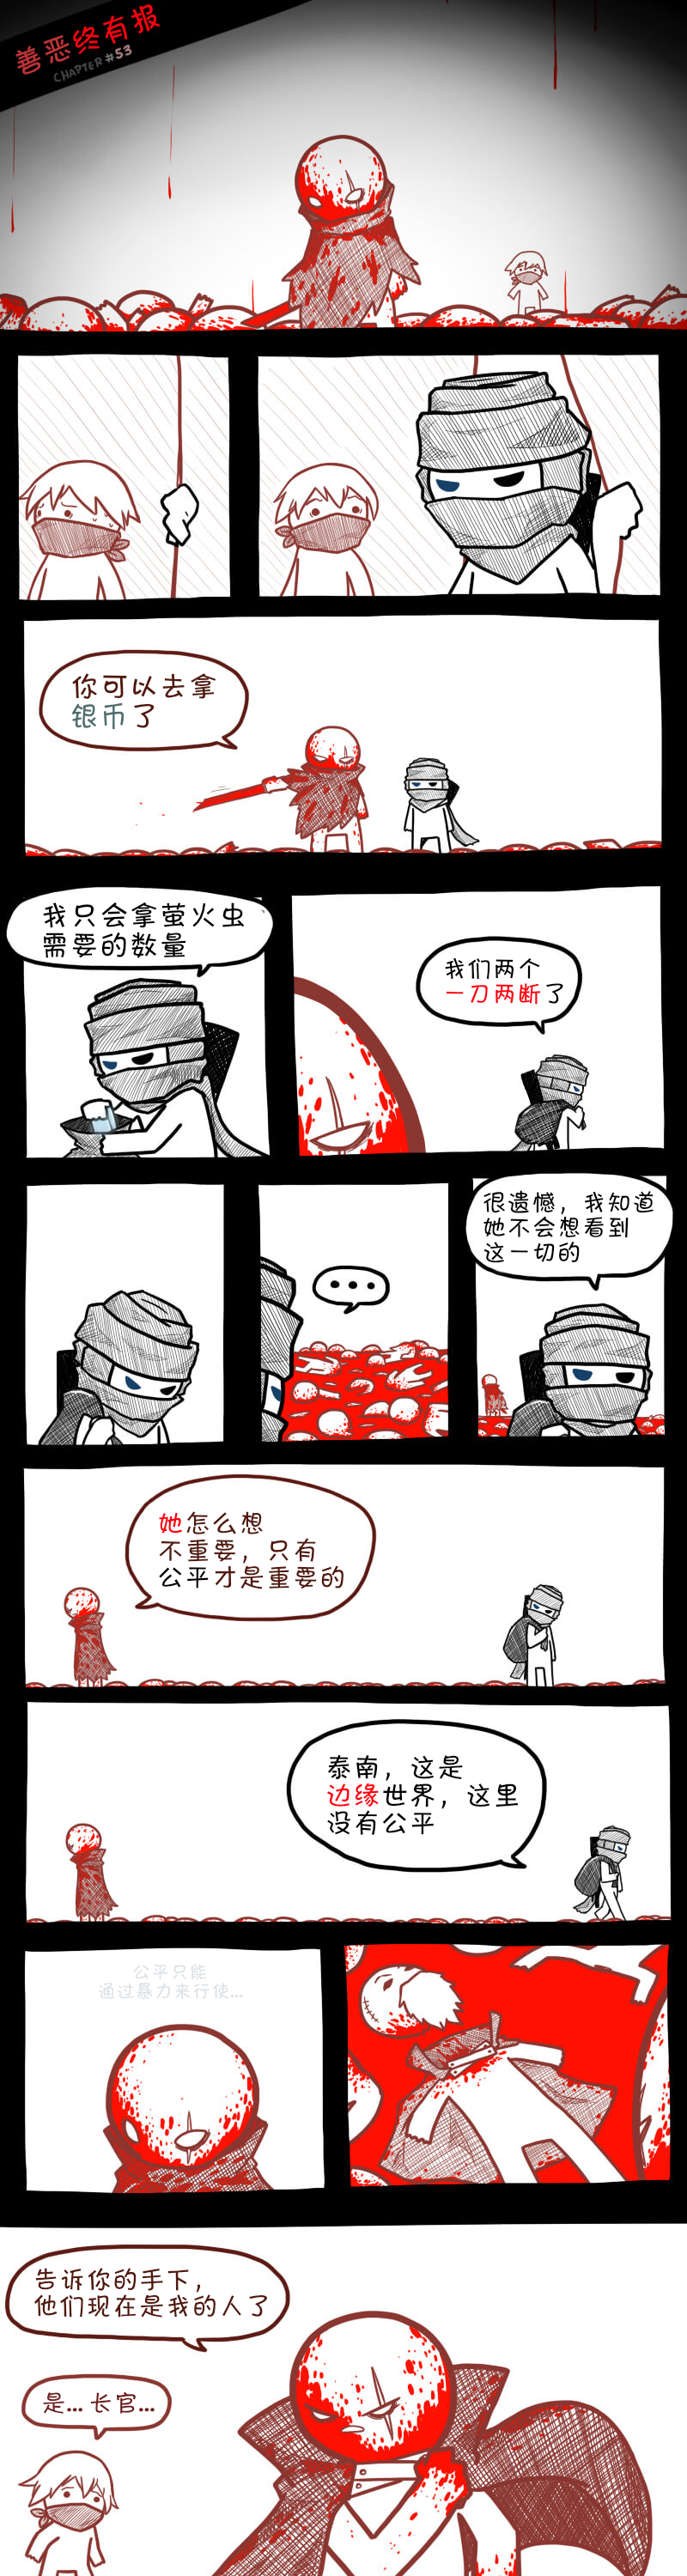 善恶终有报
CHAPTER #53
你可以去拿
银币了
我只会拿萤火虫
需要的数量
我们两个
一刀两断了
...
很遗憾，我知道
她不会想看到
这一切的
她怎么想
不重要，只有
公平才是重要的
泰南，这是
边缘世界，这里
没有公平
公平只能
通过暴力来行使...
告诉你的手下，
他们现在是我的人了
是...长官...